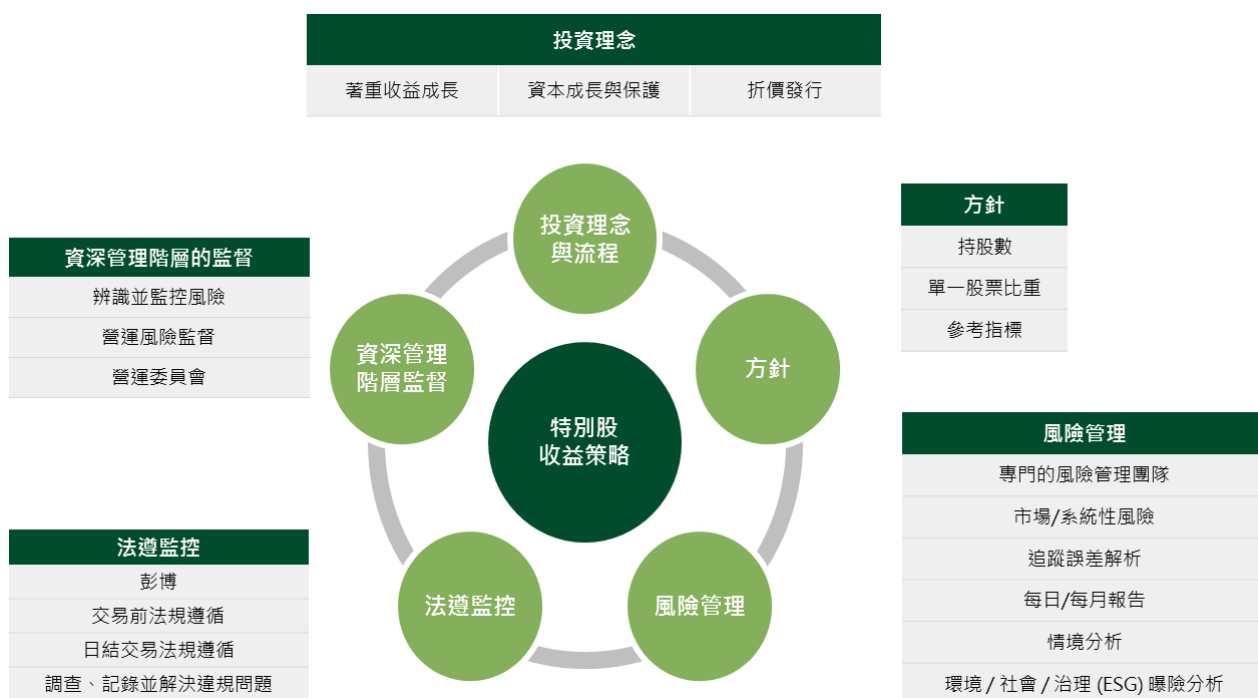 投資理念
著重收益成長
資本成長與保護
折價發行
投資理念
與流程
方針
持股數
單一股票比重
參考指標
資深管理階層的監督
辨識並監控風險
營運風險監督
營運委員會
資深管理
階層監督
方針
特別股
收益策略
風險管理
專門的風險管理團隊
市場/系統性風險
追蹤誤差解析
每日/每月報告
情境分析
環境 / 社會 / 治理 (ESG) 曝險分析
法遵監控
彭博
交易前法規遵循
日結交易法規遵循
調查、記錄並解決違規問題
法遵監控
風險管理